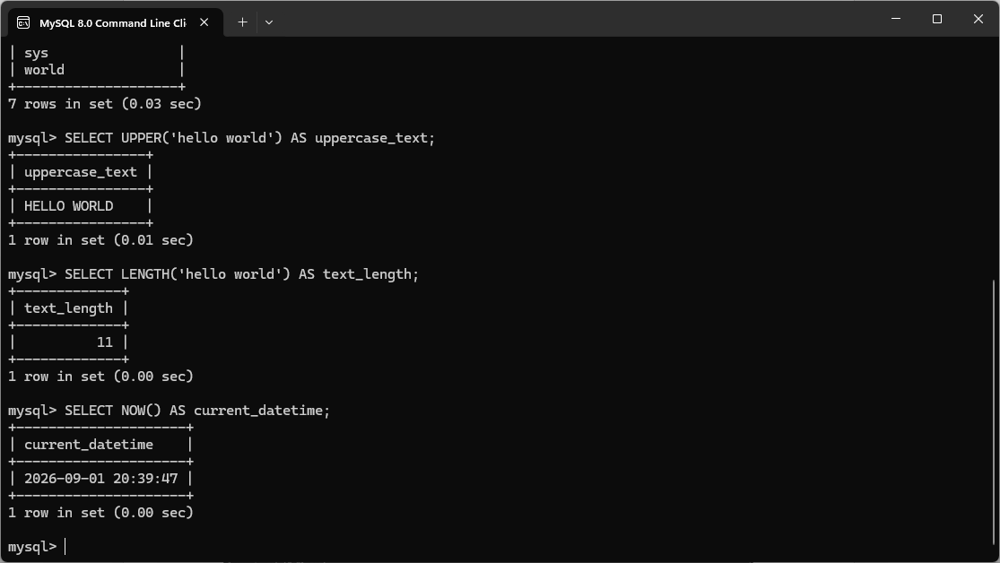 MySQL 8.0 Command Line Cli
| sys                |
| world              |
+--------------------+
7 rows in set (0.03 sec)
mysql> SELECT UPPER('hello world') AS uppercase_text;
+----------------+
| uppercase_text |
+----------------+
| HELLO WORLD    |
+----------------+
1 row in set (0.01 sec)
mysql> SELECT LENGTH('hello world') AS text_length;
+-------------+
| text_length |
+-------------+
|          11 |
+-------------+
1 row in set (0.00 sec)
mysql> SELECT NOW() AS current_datetime;
+---------------------+
| current_datetime    |
+---------------------+
| 2026-09-01 20:39:47 |
+---------------------+
1 row in set (0.00 sec)
mysql>